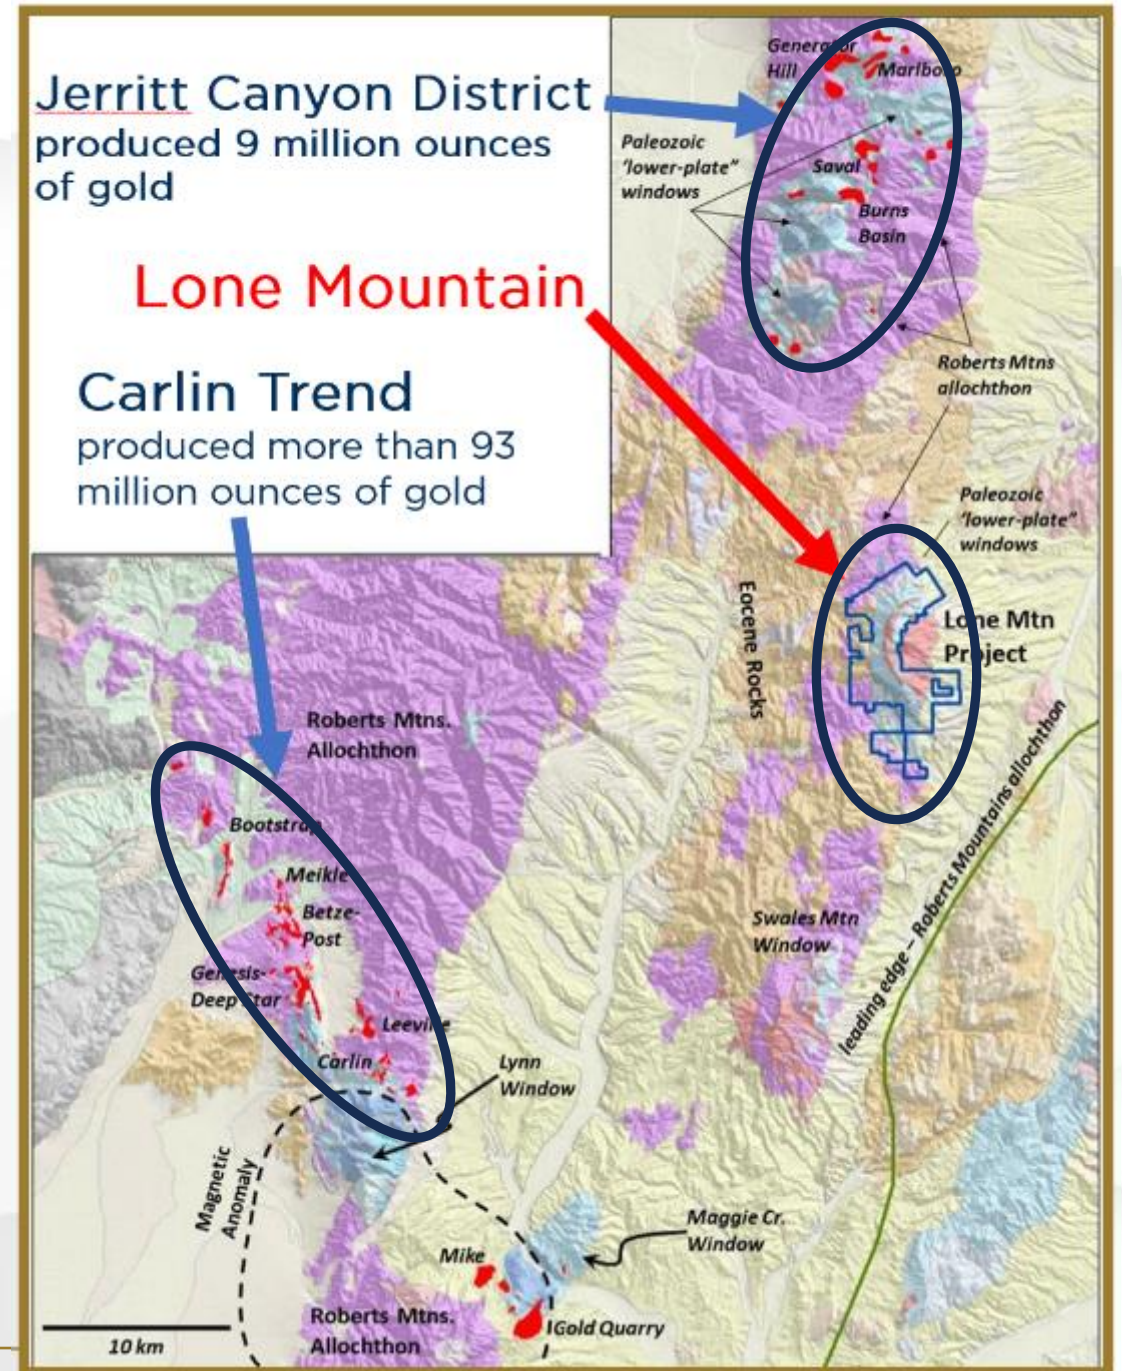 Jerritt Canyon District
produced 9 million ounces
of gold
Lone Mountain
Carlin Trend
produced more than 93
million ounces of gold
Generator
Hill
Marlboro
Paleozoic
‘lower-plate”
windows
Saval
Burns
Basin
Roberts Mtns
allochthon
Paleozoic
‘lower-plate”
windows
Eocene Rocks
Lone Mtn
Project
Roberts Mtns.
Allochthon
Bootstrap
Meikle
Betze-
Post
Genesis-
Deep Star
Leeville
Carlin
Lynn
Window
Swales Mtn
Window
leading edge – Roberts Mountains allochthon
Magnetic
Anomaly
Maggie Cr.
Window
Mike
Gold Quarry
Roberts Mtns.
Allochthon
10 km